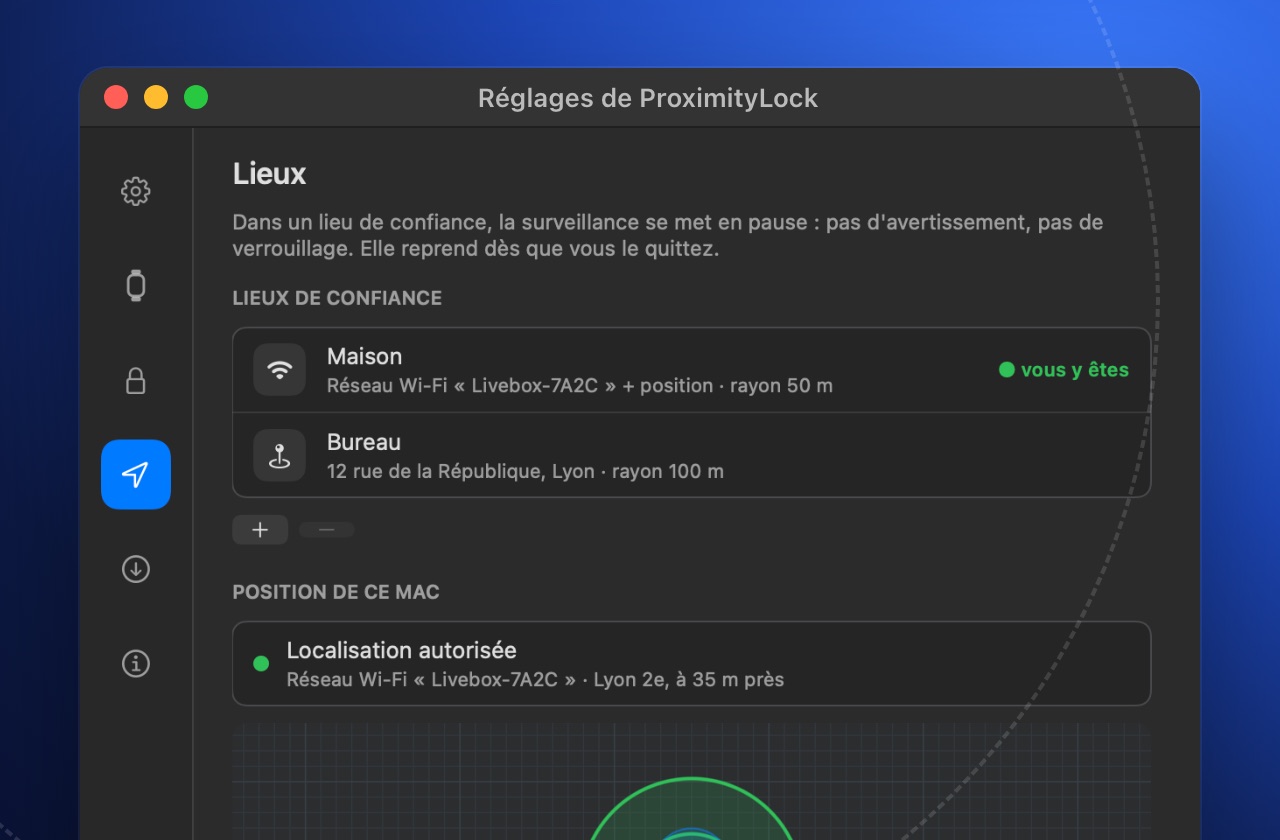 Réglages de ProximityLock
Lieux
Dans un lieu de confiance, la surveillance se met en pause : pas d'avertissement, pas de
verrouillage. Elle reprend dès que vous le quittez.
LIEUX DE CONFIANCE
Maison
Réseau Wi-Fi « Livebox-7A2C » + position · rayon 50 m
vous y êtes
Bureau
12 rue de la République, Lyon · rayon 100 m
POSITION DE CE MAC
Localisation autorisée
Réseau Wi-Fi « Livebox-7A2C » · Lyon 2e, à 35 m près